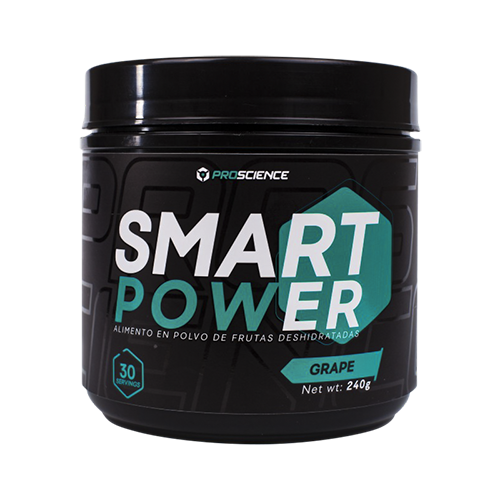 PROSCIENCE
SMART
POWER
ALIMENTO EN POLVO DE FRUTAS DESHIDRATADAS
30
SERVINGS
GRAPE
Net wt: 240g